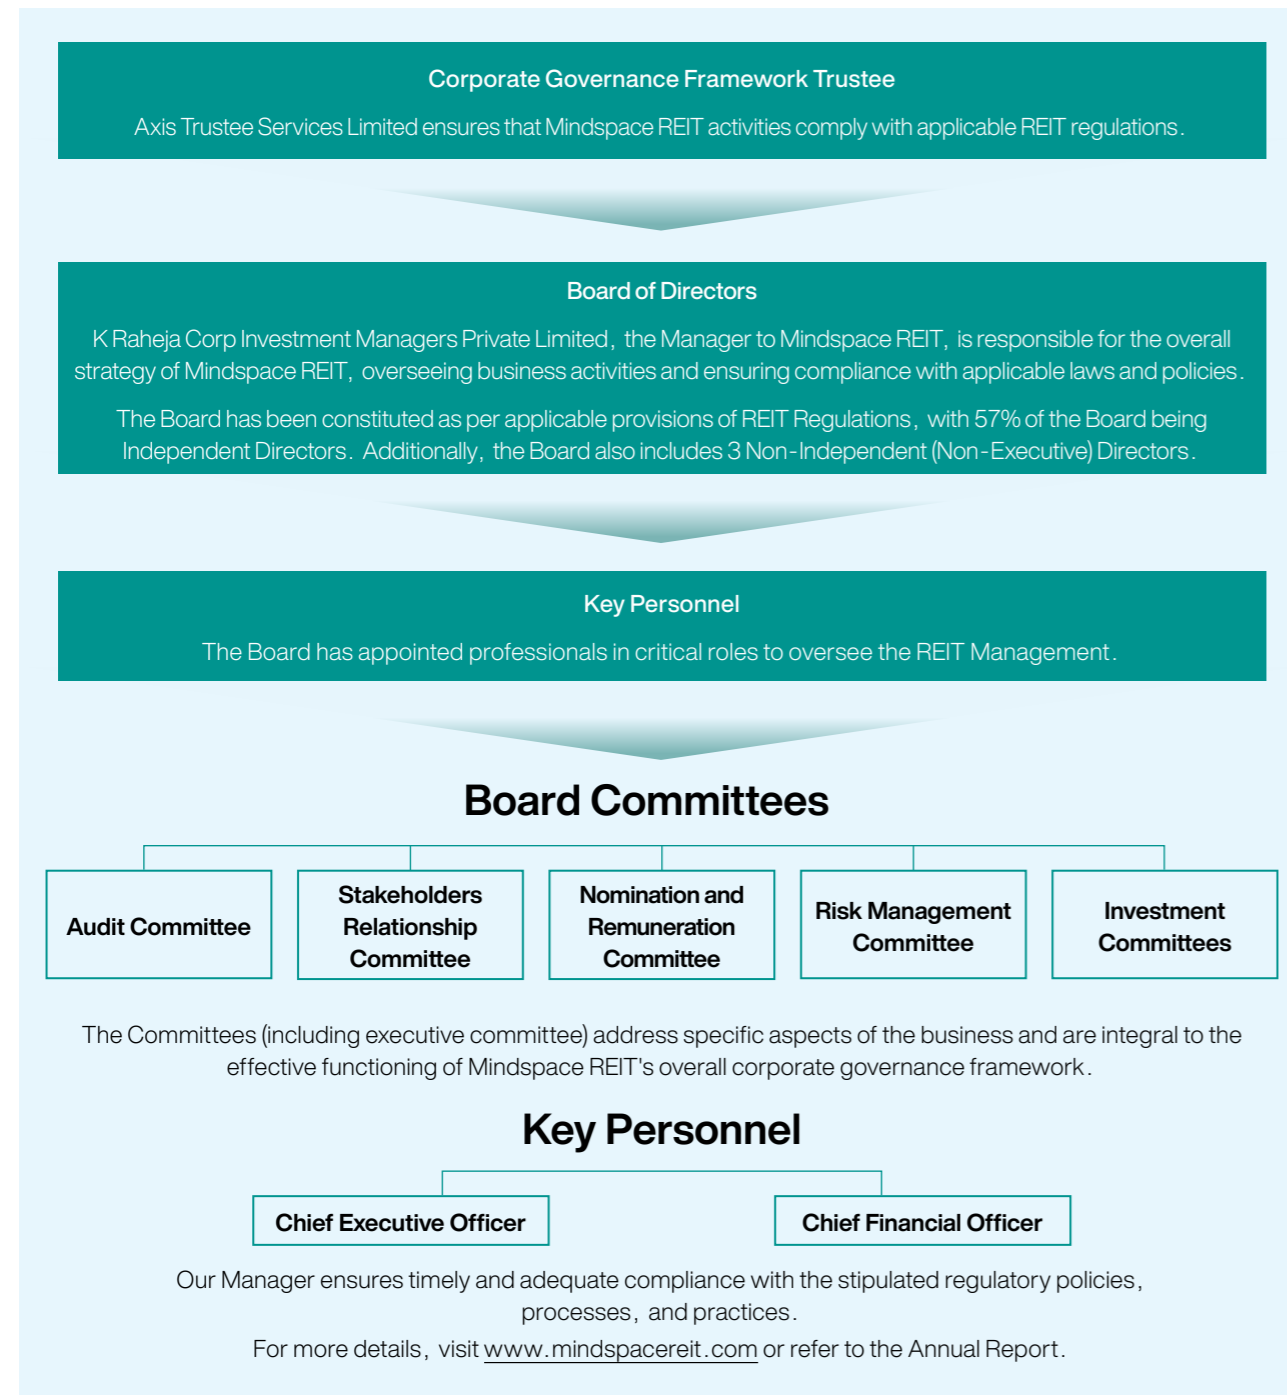 Corporate Governance Framework Trustee
Axis Trustee Services Limited ensures that Mindspace REIT activities comply with applicable REIT regulations.
Board of Directors
K Raheja Corp Investment Managers Private Limited, the Manager to Mindspace REIT, is responsible for the overall
strategy of Mindspace REIT, overseeing business activities and ensuring compliance with applicable laws and policies.
The Board has been constituted as per applicable provisions of REIT Regulations, with 57% of the Board being
Independent Directors. Additionally, the Board also includes 3 Non-Independent (Non-Executive) Directors.
Key Personnel
The Board has appointed professionals in critical roles to oversee the REIT Management.
Board Committees
Audit Committee
Stakeholders
Relationship
Committee
Nomination and
Remuneration
Committee
Risk Management
Committee
Investment
Committees
The Committees (including executive committee) address specific aspects of the business and are integral to the
effective functioning of Mindspace REIT's overall corporate governance framework.
Key Personnel
Chief Executive Officer
Chief Financial Officer
Our Manager ensures timely and adequate compliance with the stipulated regulatory policies,
processes, and practices.
For more details, visit www.mindspacereit.com or refer to the Annual Report.